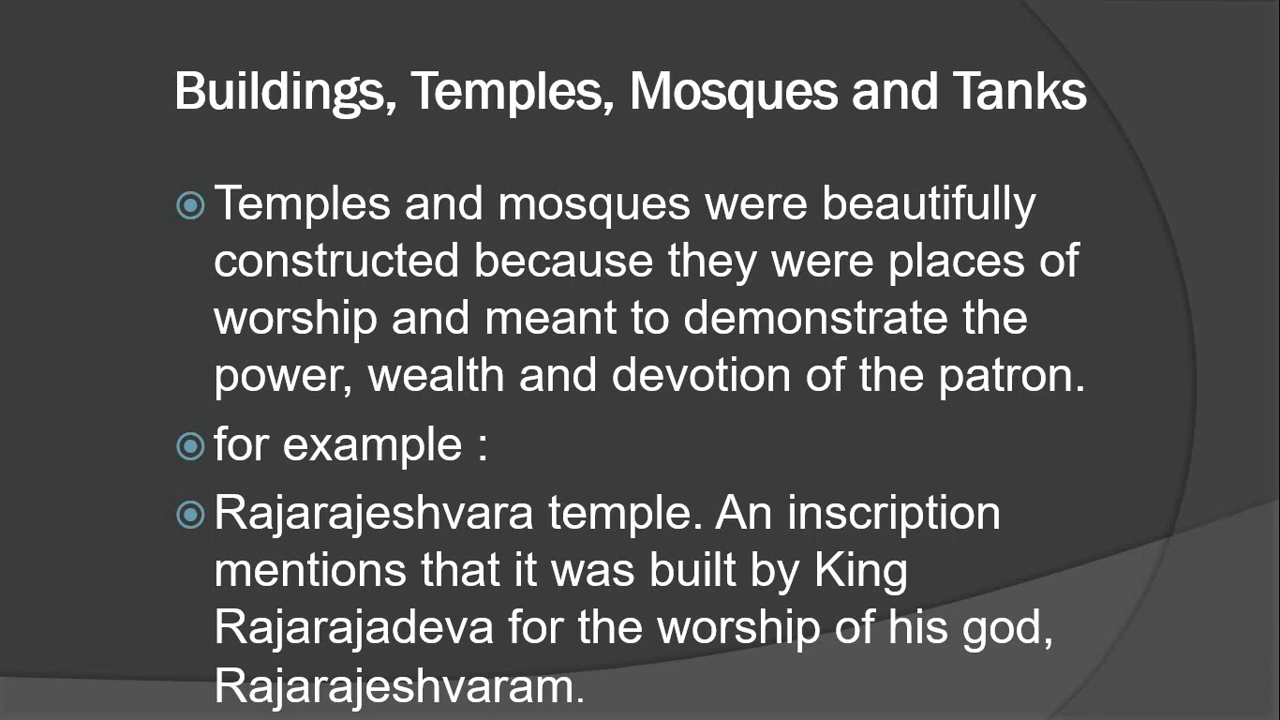 Buildings, Temples, Mosques and Tanks
Temples and mosques were beautifully
constructed because they were places of
worship and meant to demonstrate the
power, wealth and devotion of the patron.
for example :
Rajarajeshvara temple. An inscription
mentions that it was built by King
Rajarajadeva for the worship of his god,
Rajarajeshvaram.